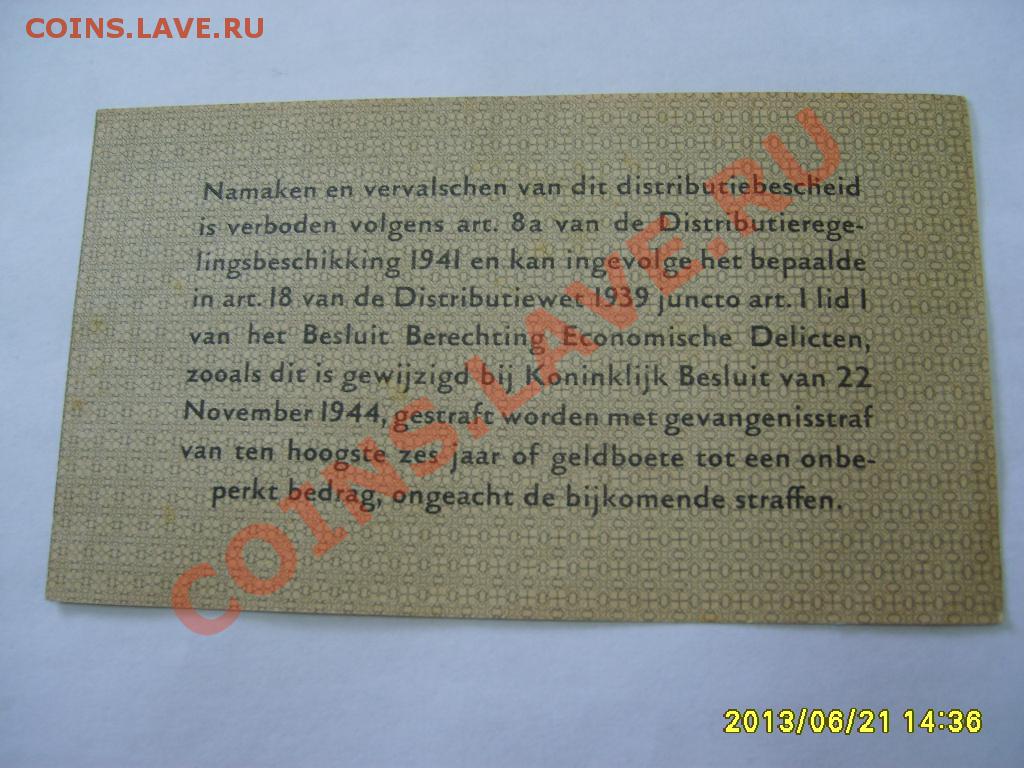 COINS.LAVE.RU
Namaken en vervalschen van dit distributiebescheid
is verboden volgens art. 8a van de Distributierege-
lingsbeschikking 1941 en kan ingevolge het bepaalde
in art. 18 van de Distributiewet 1939 juncto art. 1 lid 1
van het Besluit Berechting Economische Delicten,
zooals dit is gewijzigd bij Koninklijk Besluit van 22
November 1944, gestraft worden met gevangenisstraf
van ten hoogste zes jaar of geldboete tot een onbe-
perkt bedrag, ongeacht de bijkomende straffen.
COINS.LAVE.RU
2013/06/21 14:36